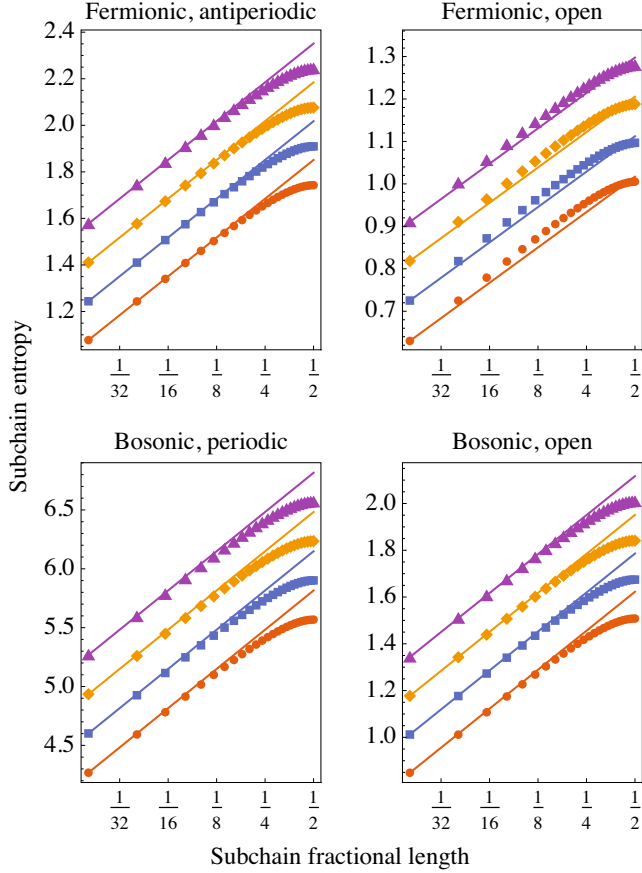 Fermionic, antiperiodic
Fermionic, open
2.4
2.2
2.0
1.8
1.6
1.4
1.2
1.3
1.2
1.1
1.0
0.9
0.8
0.7
1/32 1/16 1/8 1/4 1/2
1/32 1/16 1/8 1/4 1/2
Subchain entropy
Bosonic, periodic
Bosonic, open
6.5
6.0
5.5
5.0
4.5
2.0
1.8
1.6
1.4
1.2
1.0
1/32 1/16 1/8 1/4 1/2
1/32 1/16 1/8 1/4 1/2
Subchain fractional length